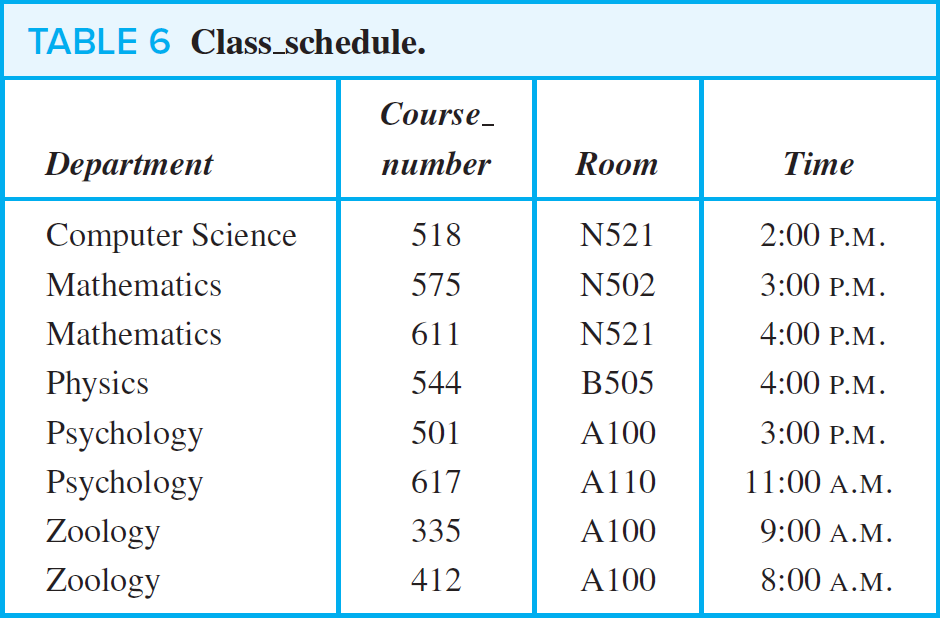 TABLE 6 Class_schedule.
Department Course_number Room Time
Computer Science 518 N521 2:00 P.M.
Mathematics 575 N502 3:00 P.M.
Mathematics 611 N521 4:00 P.M.
Physics 544 B505 4:00 P.M.
Psychology 501 A100 3:00 P.M.
Psychology 617 A110 11:00 A.M.
Zoology 335 A100 9:00 A.M.
Zoology 412 A100 8:00 A.M.